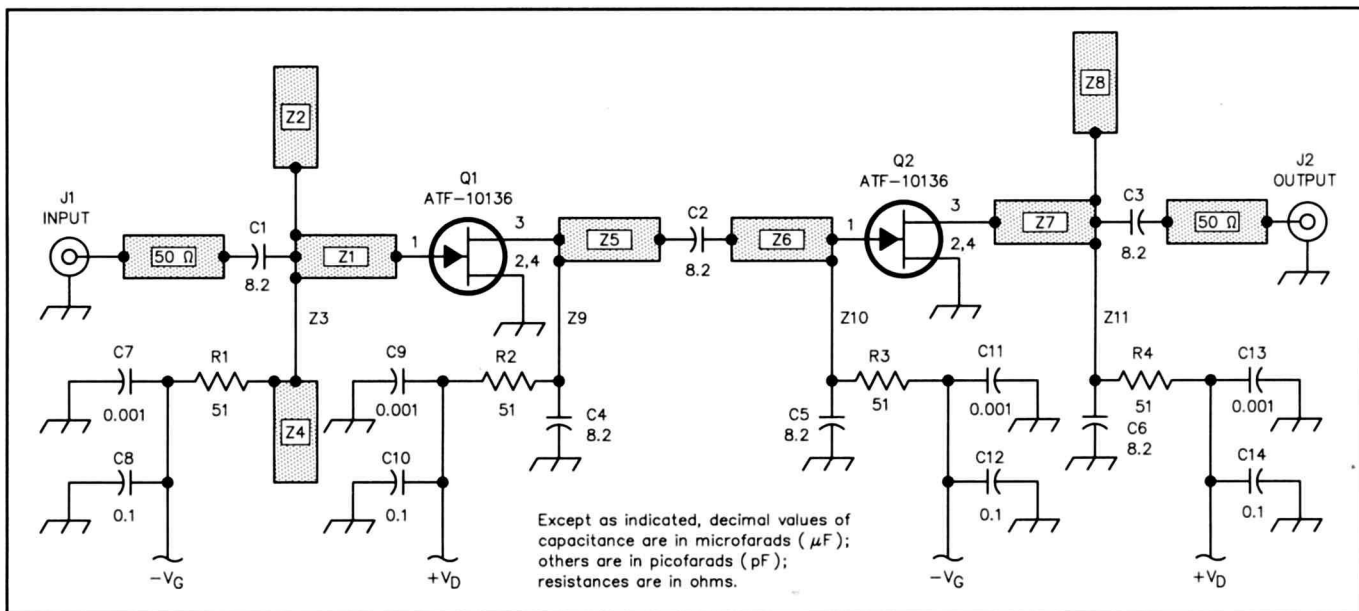 Z8
Z2
Q1
ATF-10136
Q2
ATF-10136
J1
INPUT
J2
OUTPUT
50 Ω
C1
8.2
Z1
1
3
2,4
Z5
C2
8.2
Z6
1
3
2,4
Z7
C3
8.2
50 Ω
Z3
Z9
Z10
Z11
C7
0.001
R1
51
Z4
C8
0.1
-VG
C9
0.001
R2
51
C4
8.2
C10
0.1
+VD
C5
8.2
R3
51
C11
0.001
C12
0.1
-VG
C6
8.2
R4
51
C13
0.001
C14
0.1
+VD
Except as indicated, decimal values of
capacitance are in microfarads ( μF);
others are in picofarads ( pF);
resistances are in ohms.